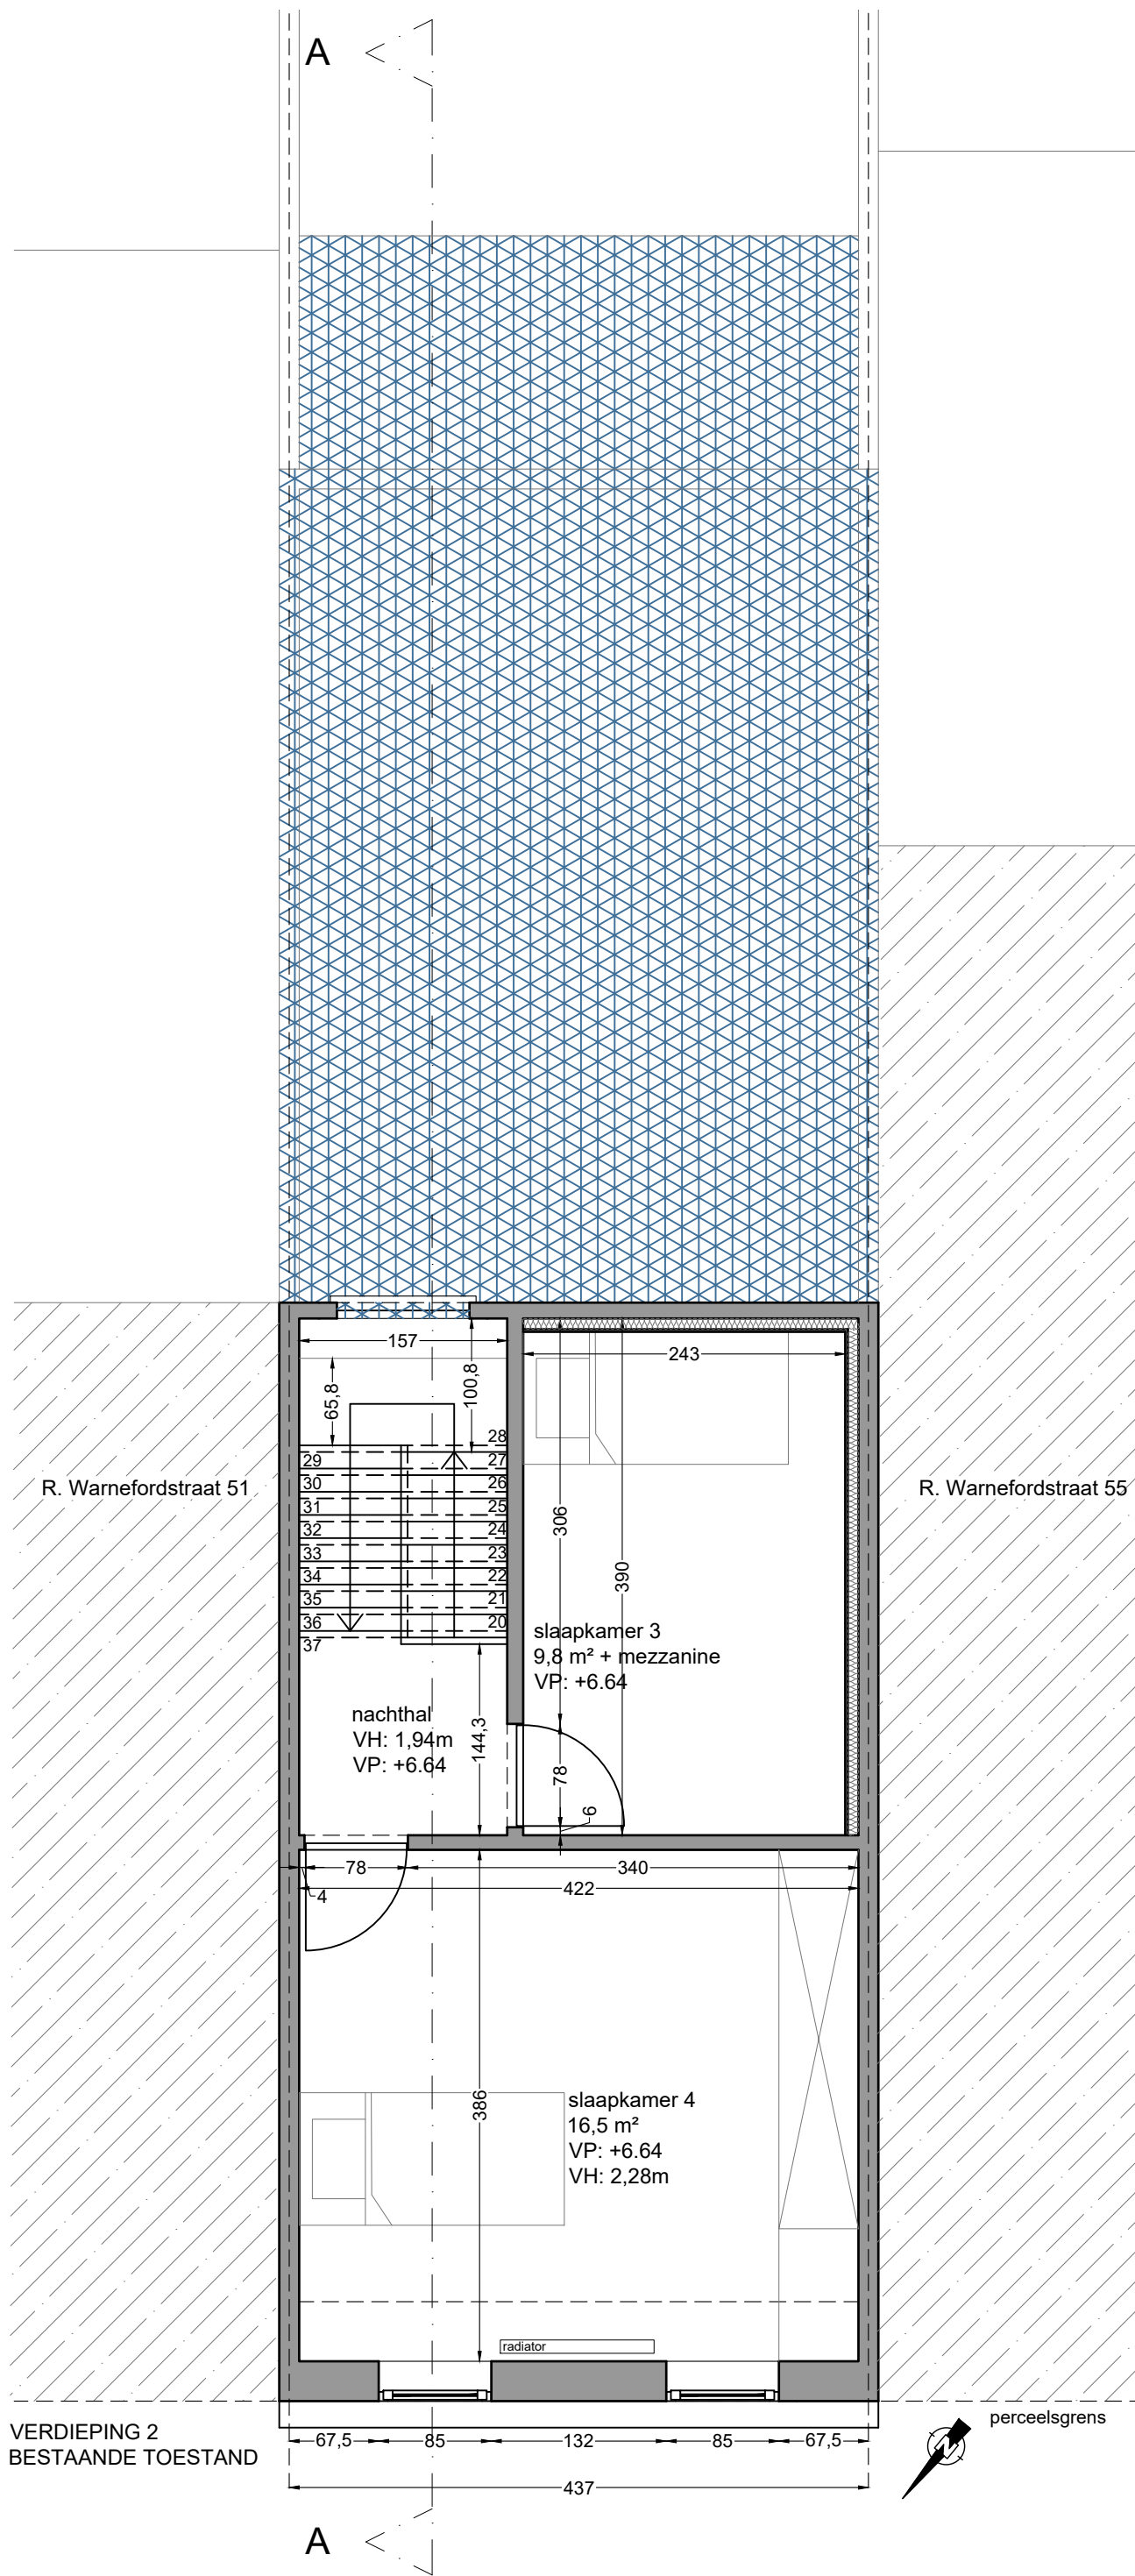 A
157
243
65,8
100,8
28
29
27
30
26
31
25
32
24
33
23
34
22
35
21
36
20
37
R. Warnefordstraat 51
R. Warnefordstraat 55
306
390
slaapkamer 3
9,8 m² + mezzanine
VP: +6.64
nachthal
VH: 1,94m
VP: +6.64
144,3
78
6
78
340
4
422
386
slaapkamer 4
16,5 m²
VP: +6.64
VH: 2,28m
radiator
perceelsgrens
VERDIEPING 2
BESTAANDE TOESTAND
67,5
85
132
85
67,5
N
437
A